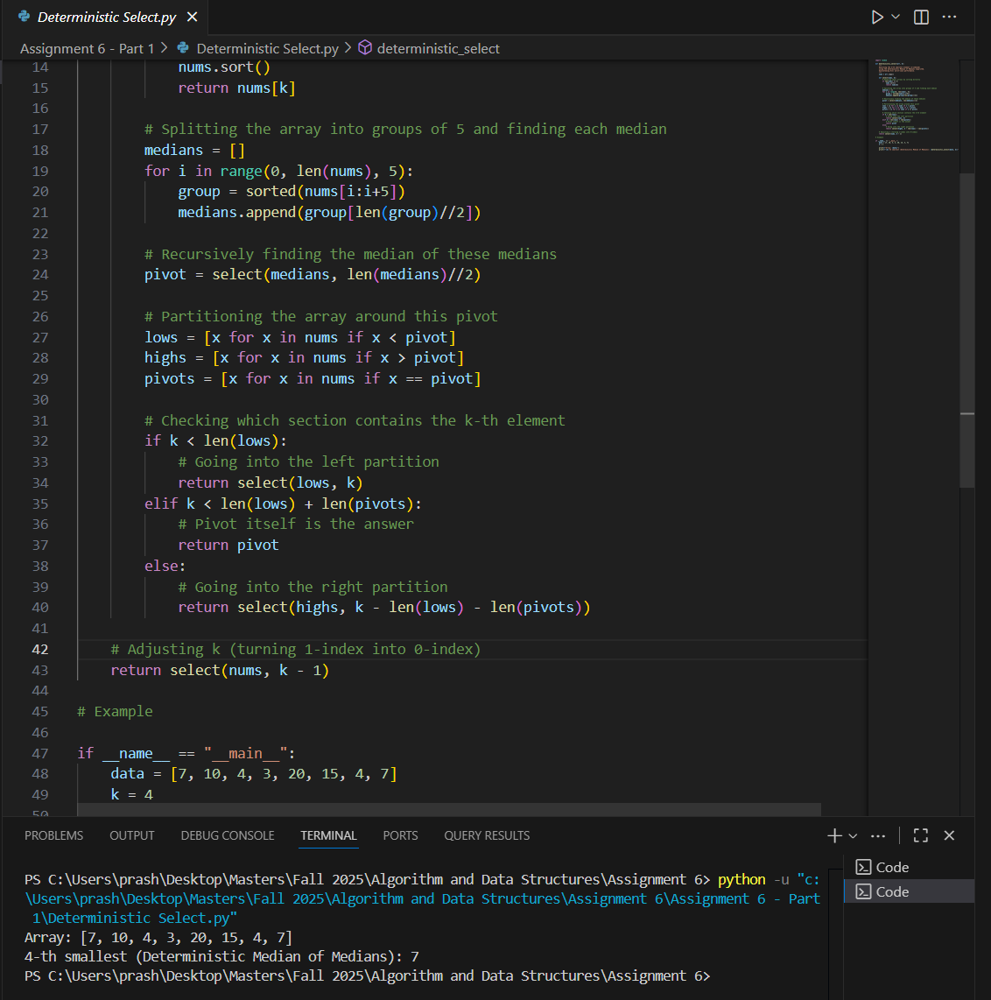 Deterministic Select.py
Assignment 6 - Part 1 > Deterministic Select.py > deterministic_select
14             nums.sort()
15             return nums[k]
16
17         # Splitting the array into groups of 5 and finding each median
18         medians = []
19         for i in range(0, len(nums), 5):
20             group = sorted(nums[i:i+5])
21             medians.append(group[len(group)//2])
22
23         # Recursively finding the median of these medians
24         pivot = select(medians, len(medians)//2)
25
26         # Partitioning the array around this pivot
27         lows = [x for x in nums if x < pivot]
28         highs = [x for x in nums if x > pivot]
29         pivots = [x for x in nums if x == pivot]
30
31         # Checking which section contains the k-th element
32         if k < len(lows):
33             # Going into the left partition
34             return select(lows, k)
35         elif k < len(lows) + len(pivots):
36             # Pivot itself is the answer
37             return pivot
38         else:
39             # Going into the right partition
40             return select(highs, k - len(lows) - len(pivots))
41
42     # Adjusting k (turning 1-index into 0-index)
43     return select(nums, k - 1)
44
45 # Example
46
47 if __name__ == "__main__":
48     data = [7, 10, 4, 3, 20, 15, 4, 7]
49     k = 4
50
PROBLEMS OUTPUT DEBUG CONSOLE TERMINAL PORTS QUERY RESULTS
PS C:\Users\prash\Desktop\Masters\Fall 2025\Algorithm and Data Structures\Assignment 6> python -u "c:
\Users\prash\Desktop\Masters\Fall 2025\Algorithm and Data Structures\Assignment 6\Assignment 6 - Part
 1\Deterministic Select.py"
Array: [7, 10, 4, 3, 20, 15, 4, 7]
4-th smallest (Deterministic Median of Medians): 7
PS C:\Users\prash\Desktop\Masters\Fall 2025\Algorithm and Data Structures\Assignment 6>
Code
Code